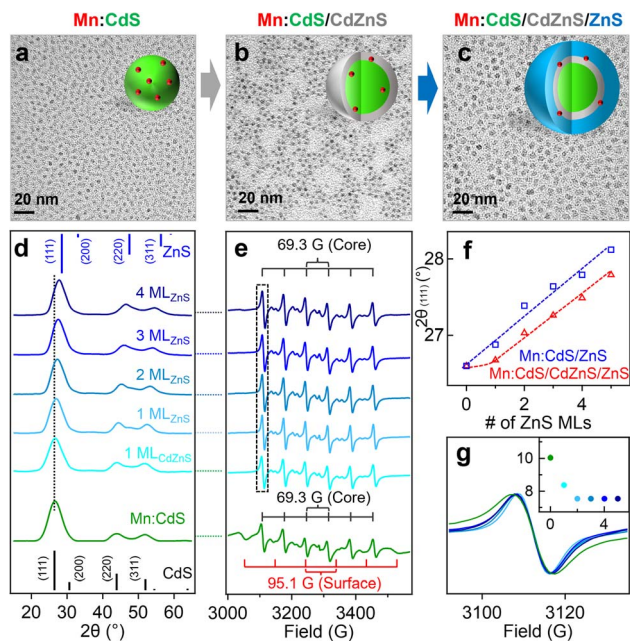 Mn:CdS
Mn:CdS/CdZnS
Mn:CdS/CdZnS/ZnS
a
20 nm
b
20 nm
c
20 nm
d
(111)
(200)
(220)
(311)
ZnS
4 ML_ZnS
3 ML_ZnS
2 ML_ZnS
1 ML_ZnS
1 ML_CdZnS
Mn:CdS
(111)
(200)
(220)
(311)
CdS
20 30 40 50 60
2θ (°)
e
69.3 G (Core)
69.3 G (Core)
95.1 G (Surface)
3000 3200 3400
Field (G)
f
28
27
2θ (111) (°)
Mn:CdS/ZnS
Mn:CdS/CdZnS/ZnS
0 2 4
# of ZnS MLs
g
10
8
6
0 2 4
3100 3120
Field (G)